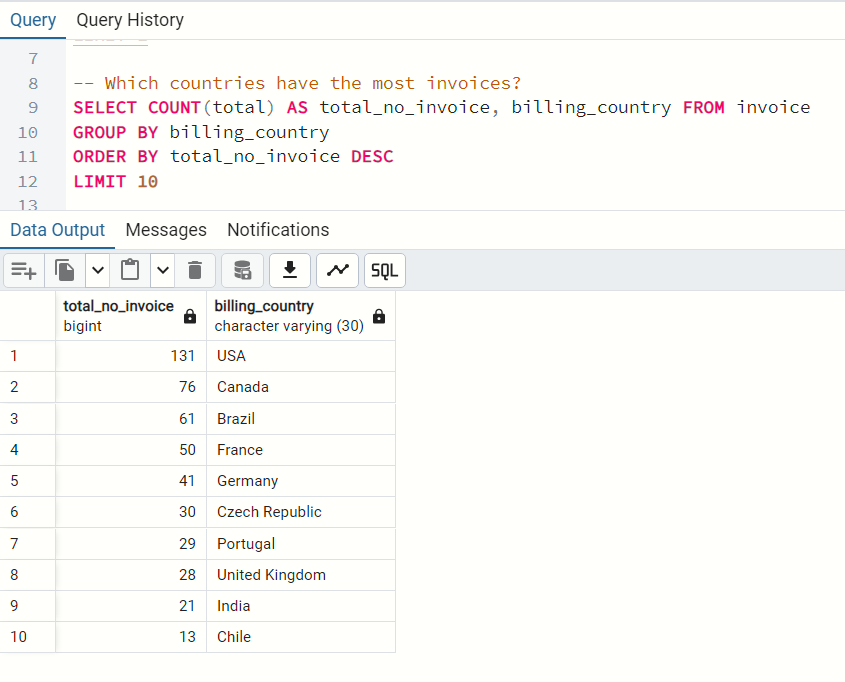 Query Query History
7
8 -- Which countries have the most invoices?
9 SELECT COUNT(total) AS total_no_invoice, billing_country FROM invoice
10 GROUP BY billing_country
11 ORDER BY total_no_invoice DESC
12 LIMIT 10
13
Data Output Messages Notifications
SQL
total_no_invoice billing_country
bigint character varying (30)
1 131 USA
2 76 Canada
3 61 Brazil
4 50 France
5 41 Germany
6 30 Czech Republic
7 29 Portugal
8 28 United Kingdom
9 21 India
10 13 Chile